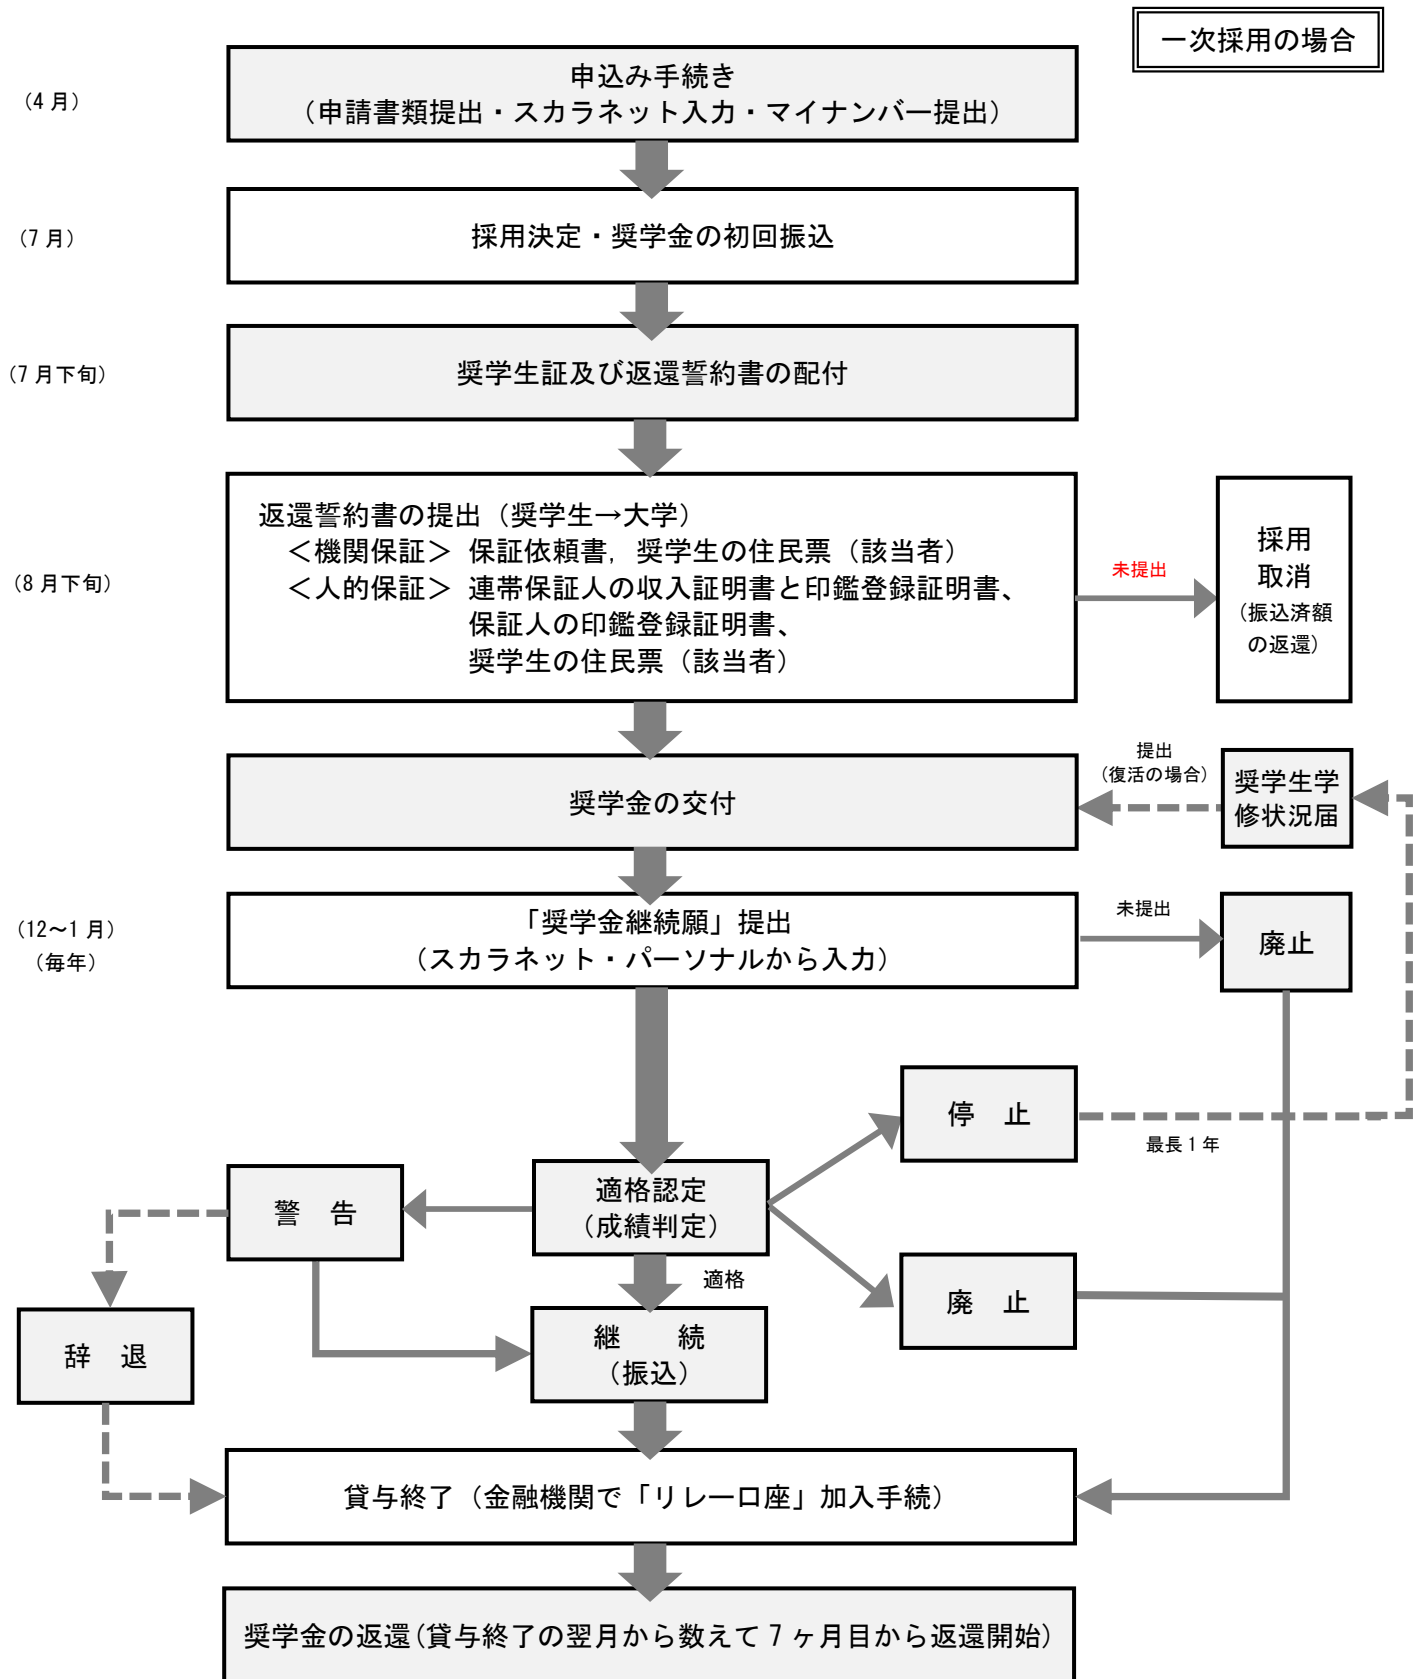 一次採用の場合
（4月）
申込み手続き
（申請書類提出・スカラネット入力・マイナンバー提出）
（7月）
採用決定・奨学金の初回振込
（7月下旬）
奨学生証及び返還誓約書の配付
（8月下旬）
返還誓約書の提出（奨学生→大学）
＜機関保証＞ 保証依頼書，奨学生の住民票（該当者）
＜人的保証＞ 連帯保証人の収入証明書と印鑑登録証明書、
保証人の印鑑登録証明書、
奨学生の住民票（該当者）
未提出
採用
取消
（振込済額
の返還）
奨学金の交付
提出
（復活の場合）
奨学生学
修状況届
（12～1月）
（毎年）
「奨学金継続願」提出
（スカラネット・パーソナルから入力）
未提出
廃止
停　止
最長1年
適格認定
（成績判定）
警　告
適格
廃　止
継　　続
（振込）
辞　退
貸与終了（金融機関で「リレー口座」加入手続）
奨学金の返還（貸与終了の翌月から数えて7ヶ月目から返還開始）